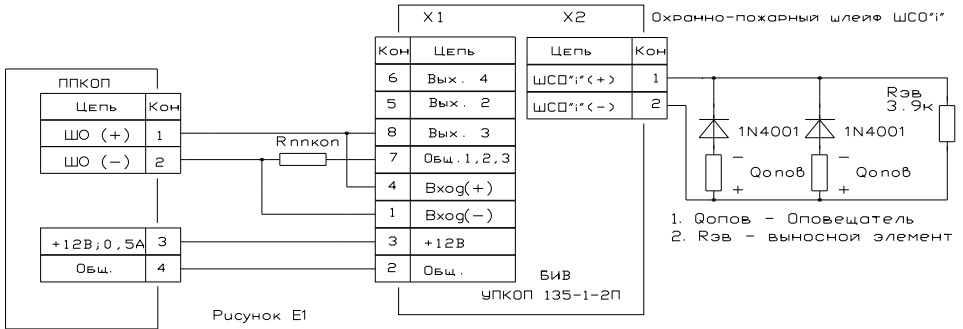 X1 X2 Охранно-пожарный шлейф ШСО"i"
ППКОП
Цепь Кон
ШО (+) 1
ШО (-) 2
+12В;0,5А 3
Общ. 4
Rппкоп
Кон Цепь
6 Вых. 4
5 Вых. 2
8 Вых. 3
7 Общ.1,2,3
4 Вход(+)
1 Вход(-)
3 +12В
2 Общ.
Цепь Кон
ШСО"i"(+) 1
ШСО"i"(-) 2
1N4001 1N4001
Rэв
3.9к
- Qопов + - Qопов +
1. Qопов - Оповещатель
2. Rэв - выносной элемент
БИВ
УПКОП 135-1-2П
Рисунок Е1